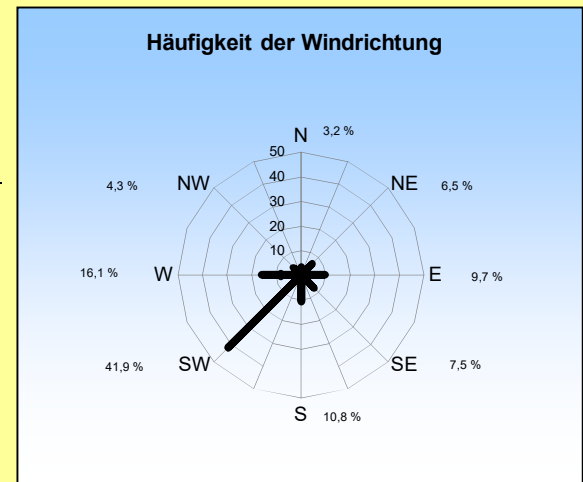 Häufigkeit der Windrichtung
N 3,2 %
50
4,3 % NW 40 NE 6,5 %
30
20
10
16,1 % W E 9,7 %
41,9 % SW SE 7,5 %
S 10,8 %